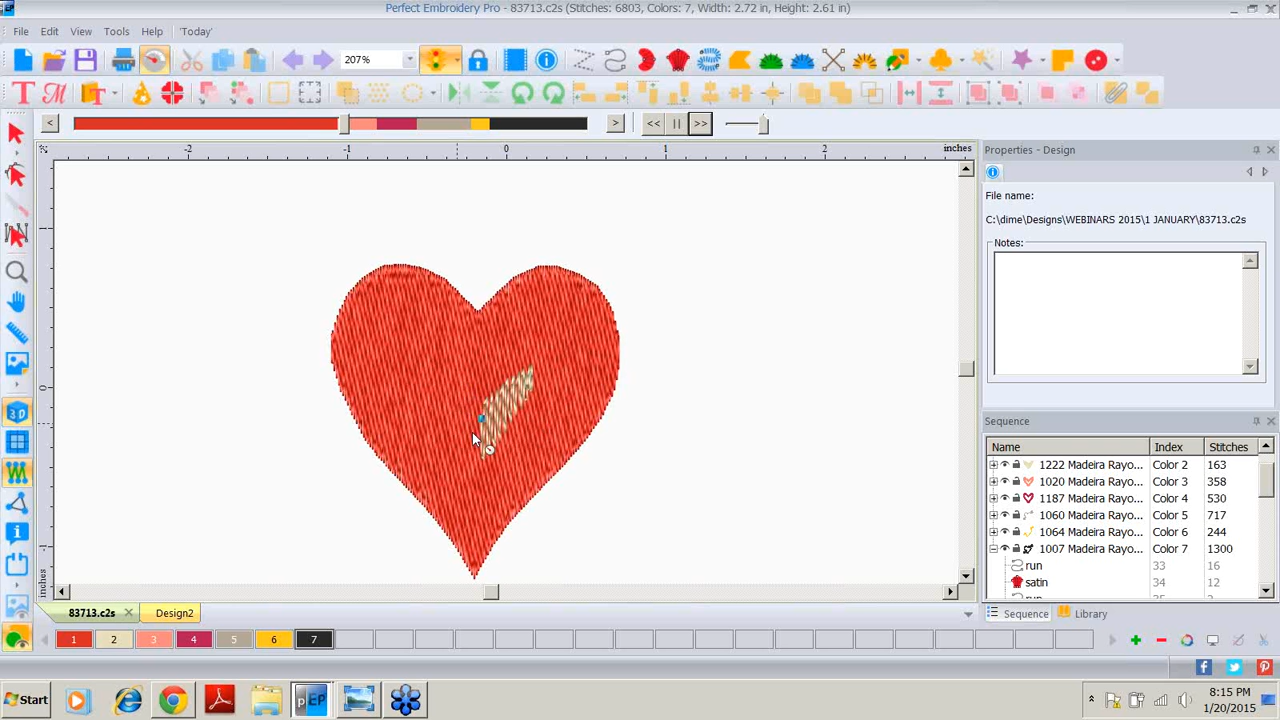 Perfect Embroidery Pro - 83713.c2s (Stitches: 6803, Colors: 7, Width: 2.72 in, Height: 2.61 in)
File Edit View Tools Help 'Today'
207%
< > << || >>
-2 -1 0 1 2 inches
Properties - Design
File name:
C:\dime\Designs\WEBINARS 2015\1 JANUARY\83713.c2s
Notes:
0
inches
Sequence
Name Index Stitches
1222 Madeira Rayo... Color 2 163
1020 Madeira Rayo... Color 3 358
1187 Madeira Rayo... Color 4 530
1060 Madeira Rayo... Color 5 717
1064 Madeira Rayo... Color 6 244
1007 Madeira Rayo... Color 7 1300
run 33 16
satin 34 12
3D
83713.c2s Design2
Sequence Library
1 2 3 4 5 6 7
Start
pEP
8:15 PM
1/20/2015